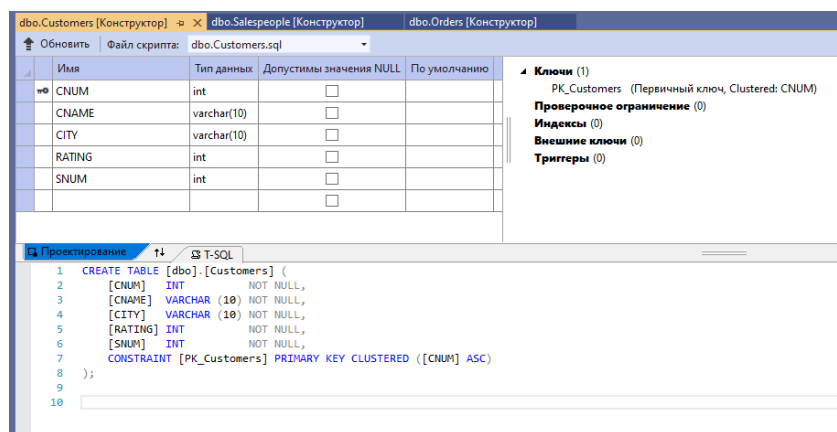 dbo.Customers [Конструктор] dbo.Salespeople [Конструктор] dbo.Orders [Конструктор]
Обновить Файл скрипта: dbo.Customers.sql
Имя Тип данных Допустимы значения NULL По умолчанию
CNUM int
CNAME varchar(10)
CITY varchar(10)
RATING int
SNUM int
Ключи (1)
PK_Customers (Первичный ключ, Clustered: CNUM)
Проверочное ограничение (0)
Индексы (0)
Внешние ключи (0)
Триггеры (0)
Проектирование T-SQL
1 CREATE TABLE [dbo].[Customers] (
2 [CNUM] INT NOT NULL,
3 [CNAME] VARCHAR (10) NOT NULL,
4 [CITY] VARCHAR (10) NOT NULL,
5 [RATING] INT NOT NULL,
6 [SNUM] INT NOT NULL,
7 CONSTRAINT [PK_Customers] PRIMARY KEY CLUSTERED ([CNUM] ASC)
8 );
9
10